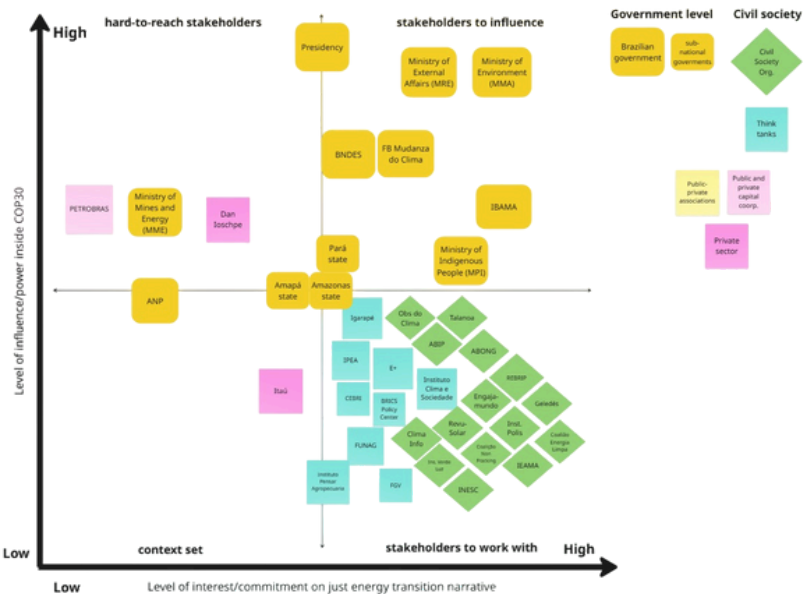 High
hard-to-reach stakeholders
stakeholders to influence
Government level
Civil society
Presidency
Ministry of
External
Affairs (MRE)
Ministry of
Environment
(MMA)
Brazilian
government
sub-
national
goverments
Civil
Society
Org.
Think
tanks
BNDES
FB Mudanza
do Clima
PETROBRAS
Ministry of
Mines and
Energy
(MME)
Dan
Ioschpe
IBAMA
Public-
private
associations
Public and
private
capital
coorp.
Private
sector
Pará
state
Ministry of
Indigenous
People (MPI)
Level of influence/power inside COP30
ANP
Amapá
state
Amazonas
state
Igarapé
Obs do
Clima
Talanoa
ABIP
ABONG
IPEA
E+
Instituto
Clima e
Sociedade
REBRIP
Itaú
CEBRI
BRICS
Policy
Center
Engaja-
mundo
Geledés
Clima
Info
Revu-
Solar
Inst.
Polis
Coalizão
Energia
Limpa
FUNAG
Coalizão
Non
Fracking
IEAMA
Instituto
Pensar
Agropecuaria
FGV
INESC
Low
context set
stakeholders to work with
High
Low
Level of interest/commitment on just energy transition narrative